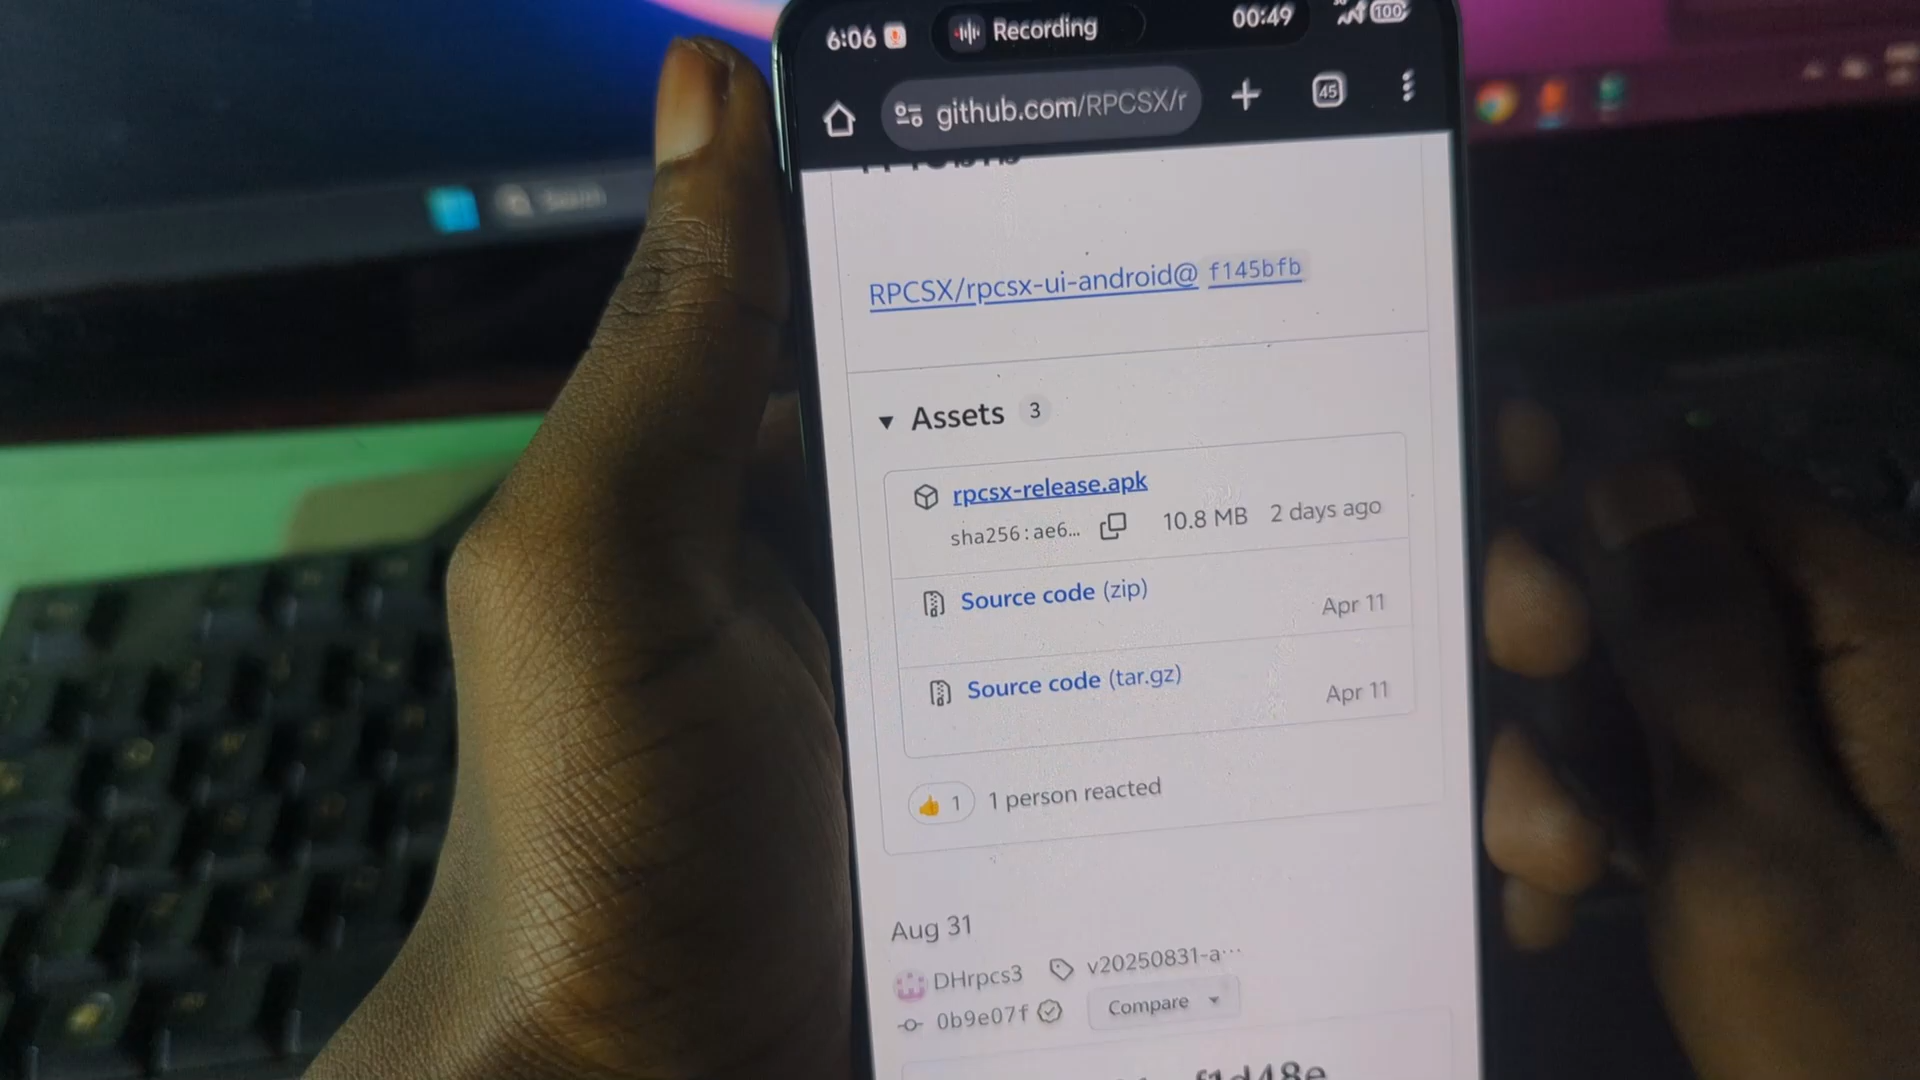 6:06 Recording 00:49 100
github.com/RPCSX/r 45
RPCSX/rpcsx-ui-android@ f145bfb
Assets 3
rpcsx-release.apk
sha256:ae6... 10.8 MB 2 days ago
Source code (zip)
Apr 11
Source code (tar.gz)
Apr 11
1 1 person reacted
Aug 31
DHrpcs3 v20250831-a...
0b9e07f Compare
f1d48e
Search